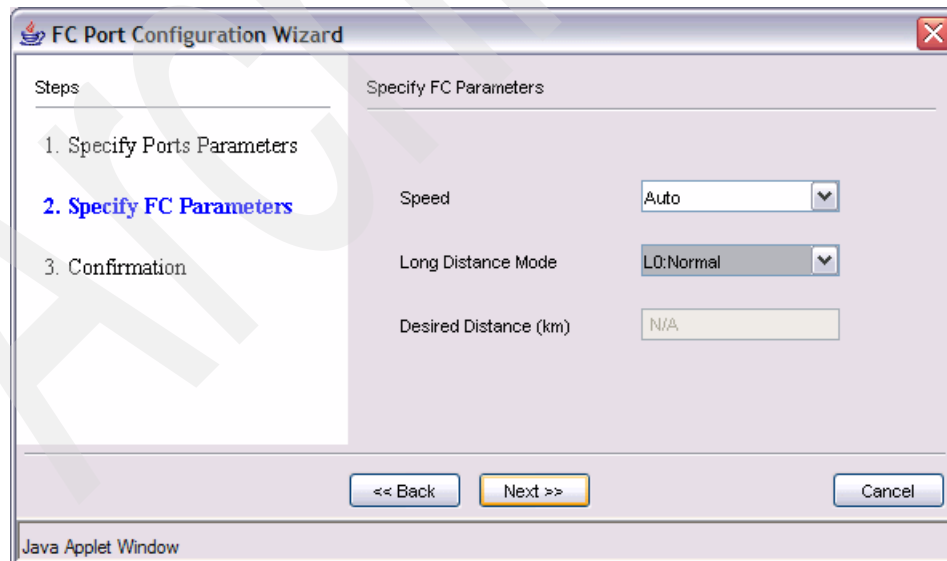 FC Port Configuration Wizard
Steps
1. Specify Ports Parameters
2. Specify FC Parameters
3. Confirmation
Specify FC Parameters
Speed
Auto
Long Distance Mode
L0:Normal
Desired Distance (km)
N/A
<< Back
Next >>
Cancel
Java Applet Window